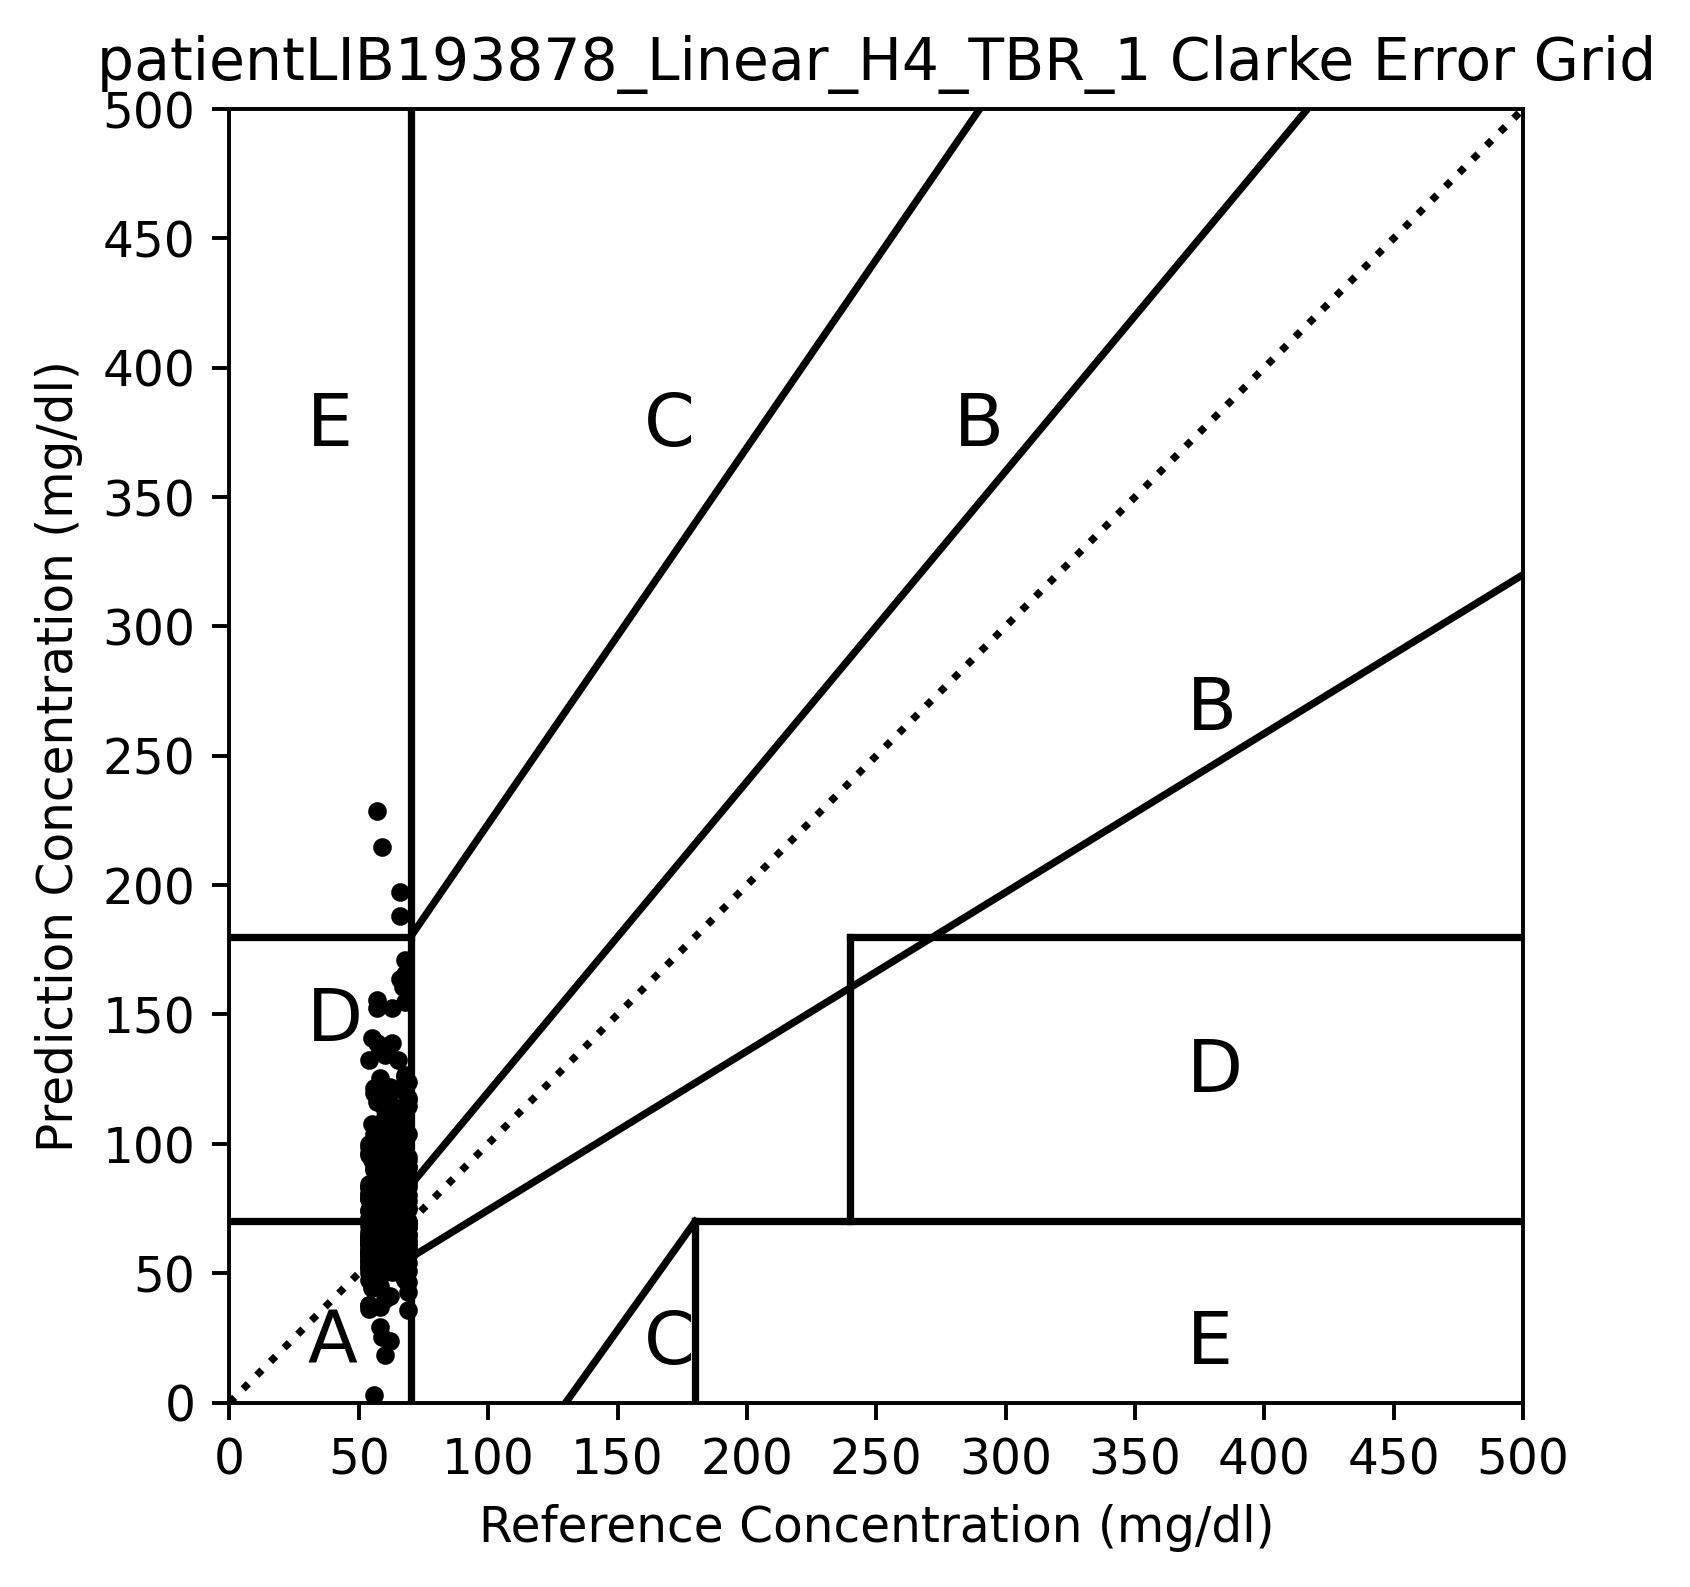 patientLIB193878_Linear_H4_TBR_1 Clarke Error Grid
500
450
400
350
300
250
200
150
100
50
0
Prediction Concentration (mg/dl)
E
C
B
B
D
D
A
C
E
0 50 100 150 200 250 300 350 400 450 500
Reference Concentration (mg/dl)